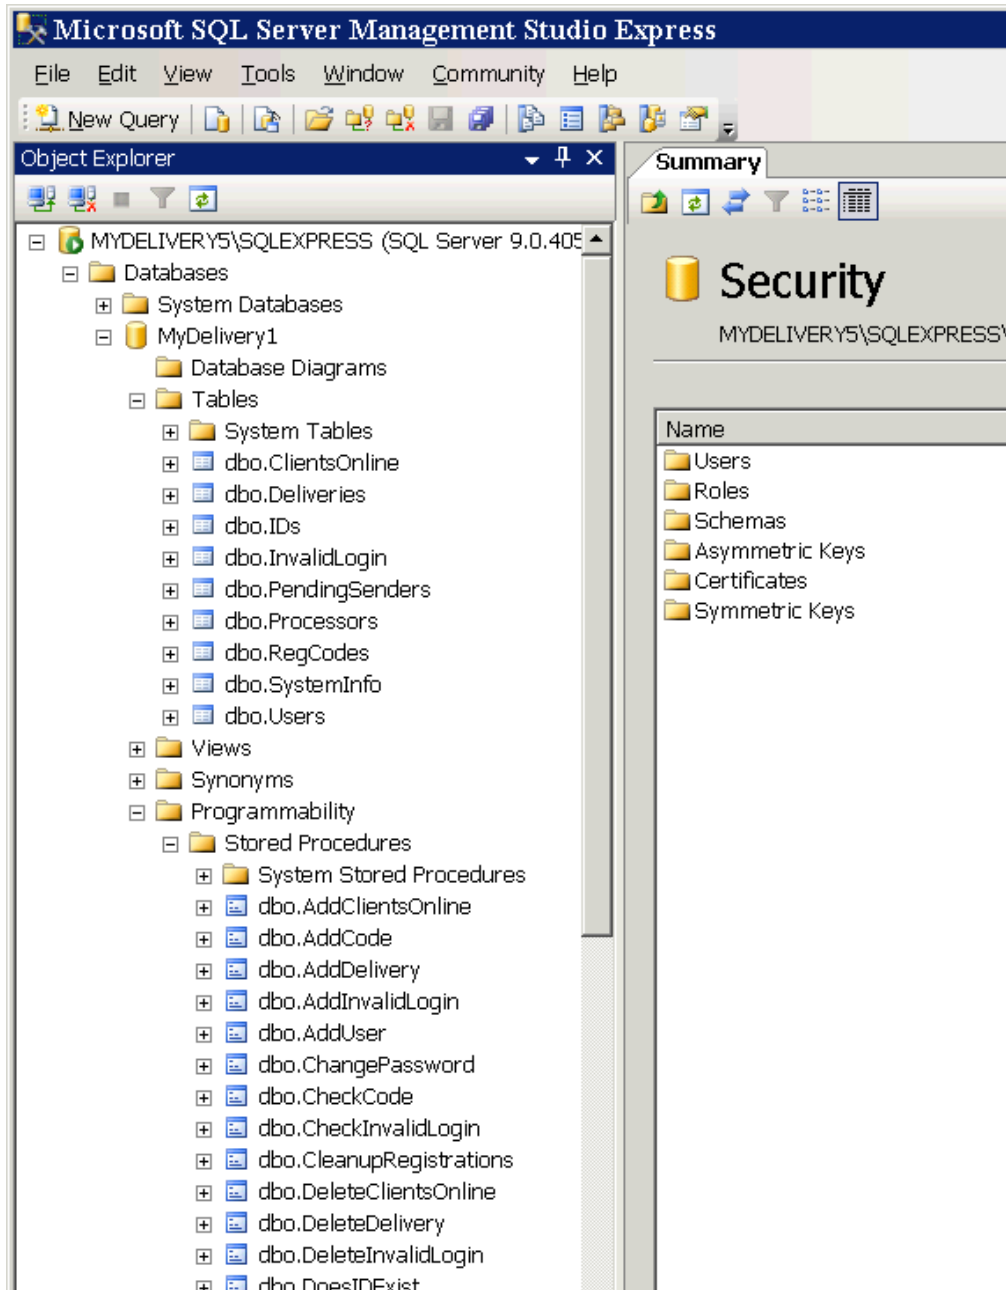 Microsoft SQL Server Management Studio Express
File Edit View Tools Window Community Help
New Query
Object Explorer
MYDELIVERY5\SQLEXPRESS (SQL Server 9.0.405
Databases
System Databases
MyDelivery1
Database Diagrams
Tables
System Tables
dbo.ClientsOnline
dbo.Deliveries
dbo.IDs
dbo.InvalidLogin
dbo.PendingSenders
dbo.Processors
dbo.RegCodes
dbo.SystemInfo
dbo.Users
Views
Synonyms
Programmability
Stored Procedures
System Stored Procedures
dbo.AddClientsOnline
dbo.AddCode
dbo.AddDelivery
dbo.AddInvalidLogin
dbo.AddUser
dbo.ChangePassword
dbo.CheckCode
dbo.CheckInvalidLogin
dbo.CleanupRegistrations
dbo.DeleteClientsOnline
dbo.DeleteDelivery
dbo.DeleteInvalidLogin
dbo.DoesIDExist
Summary
Security
MYDELIVERY5\SQLEXPRESS\
Name
Users
Roles
Schemas
Asymmetric Keys
Certificates
Symmetric Keys